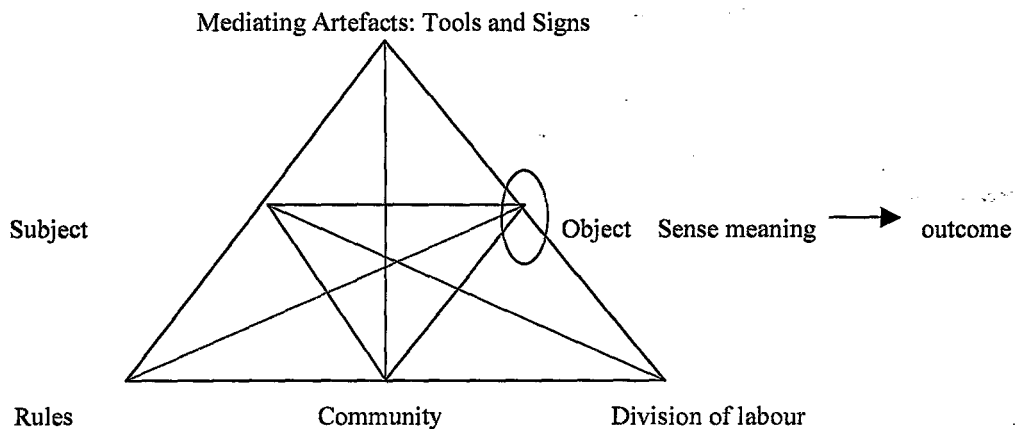 Mediating Artefacts: Tools and Signs
Subject
Object Sense meaning outcome
Rules Community Division of labour